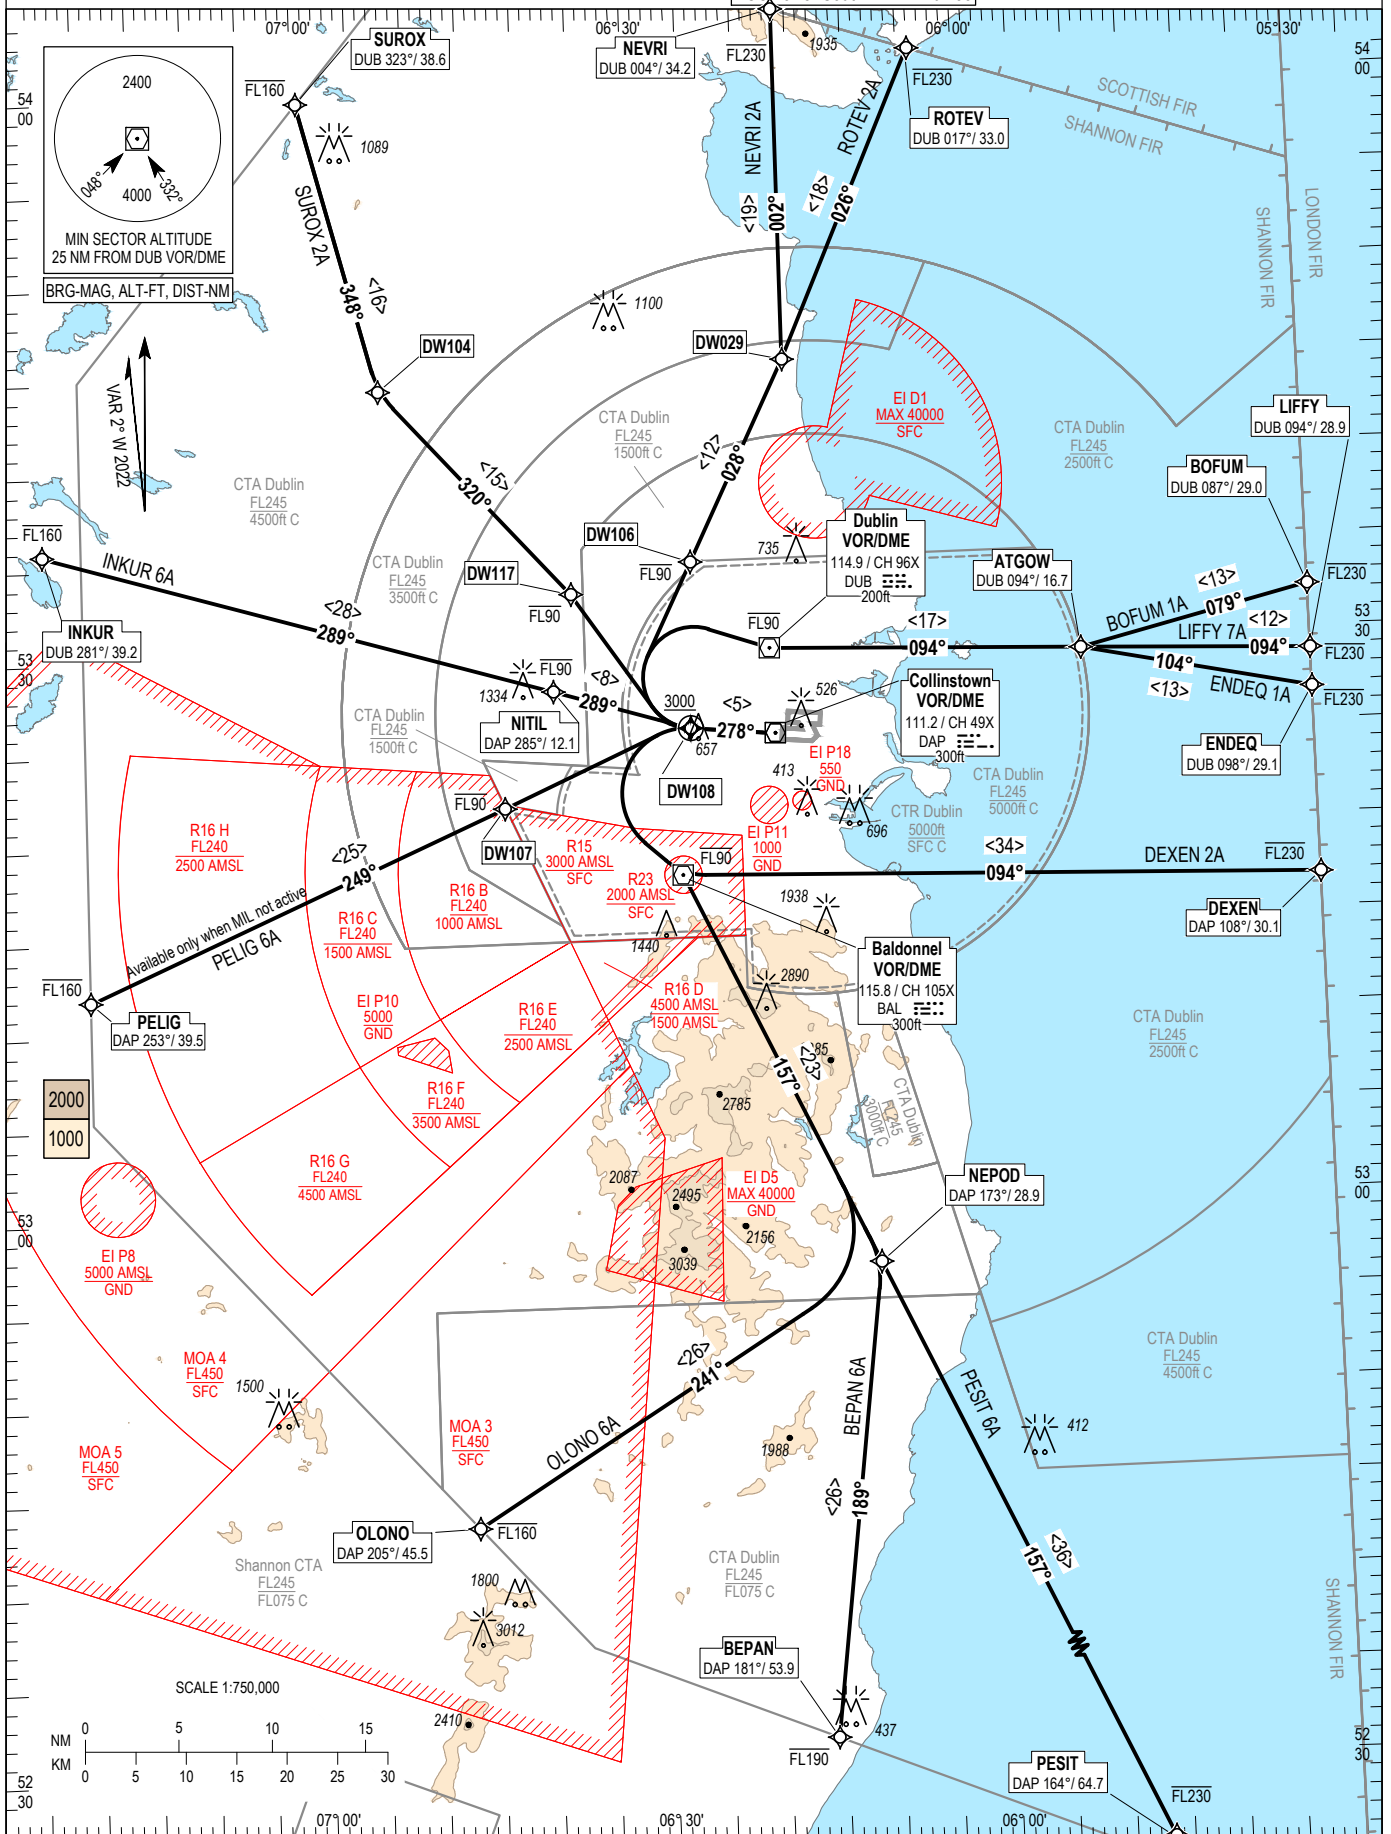 07°00'
06°30'
06°00'
05°30'
SUROX
DUB 323°/ 38.6
NEVRI
DUB 004°/ 34.2
FL230
1935
54
00
FL230
2400
048°
332°
4000
MIN SECTOR ALTITUDE
25 NM FROM DUB VOR/DME
BRG-MAG, ALT-FT, DIST-NM
FL160
54
00
1089
SUROX 2A
348°
<16>
NEVRI 2A
<19>
002°
ROTEV 2A
<18>
026°
ROTEV
DUB 017°/ 33.0
SCOTTISH FIR
SHANNON FIR
LONDON FIR
SHANNON FIR
1100
DW104
DW029
VAR 2° W 2022
EI D1
MAX 40000
SFC
CTA Dublin
FL245
1500ft C
CTA Dublin
FL245
2500ft C
LIFFY
DUB 094°/ 28.9
BOFUM
DUB 087°/ 29.0
CTA Dublin
FL245
4500ft C
<15>
320°
<12>
028°
FL160
INKUR 6A
INKUR
DUB 281°/ 39.2
CTA Dublin
FL245
3500ft C
DW117
FL90
DW106
FL90
735
Dublin
VOR/DME
114.9 / CH 96X
DUB
200ft
ATGOW
DUB 094°/ 16.7
<13>
BOFUM 1A
079°
FL230
53
30
<12>
LIFFY 7A
094°
FL230
104°
<13>
ENDEQ 1A
FL230
FL90
<17>
094°
<28>
289°
53
30
1334
FL90
<8>
289°
NITIL
DAP 285°/ 12.1
3000
<5>
278°
657
526
Collinstown
VOR/DME
111.2 / CH 49X
DAP
300ft
ENDEQ
DUB 098°/ 29.1
CTA Dublin
FL245
1500ft C
DW108
EI P18
550
GND
413
696
CTA Dublin
FL245
5000ft C
CTR Dublin
5000ft
SFC C
EI P11
1000
GND
FL90
DW107
R16 H
FL240
2500 AMSL
R15
3000 AMSL
SFC
FL90
R23
2000 AMSL
SFC
<34>
094°
DEXEN 2A
FL230
DEXEN
DAP 108°/ 30.1
<25>
249°
R16 B
FL240
1000 AMSL
R16 C
FL240
1500 AMSL
Available only when MIL not active
PELIG 6A
1938
1440
Baldonnel
VOR/DME
115.8 / CH 105X
BAL
300ft
FL160
PELIG
DAP 253°/ 39.5
EI P10
5000
GND
R16 D
4500 AMSL
1500 AMSL
R16 E
FL240
2500 AMSL
2890
CTA Dublin
FL245
2500ft C
<23>
157°
2785
CTA Dublin
FL245
3000ft C
2000
1000
R16 F
FL240
3500 AMSL
R16 G
FL240
4500 AMSL
NEPOD
DAP 173°/ 28.9
53
00
2087
2495
EI D5
MAX 40000
GND
2156
3039
53
00
EI P8
5000 AMSL
GND
MOA 4
FL450
SFC
1500
<26>
241°
OLONO 6A
BEPAN 6A
<26>
189°
PESIT 6A
CTA Dublin
FL245
4500ft C
412
MOA 3
FL450
SFC
MOA 5
FL450
SFC
1988
OLONO
DAP 205°/ 45.5
FL160
<36>
157°
Shannon CTA
FL245
FL075 C
CTA Dublin
FL245
FL075 C
1800
3012
SHANNON FIR
BEPAN
DAP 181°/ 53.9
SCALE 1:750,000
NM
0 5 10 15
KM
0 5 10 15 20 25 30
2410
437
FL190
52
30
PESIT
DAP 164°/ 64.7
FL230
52
30
07°00'
06°30'
06°00'